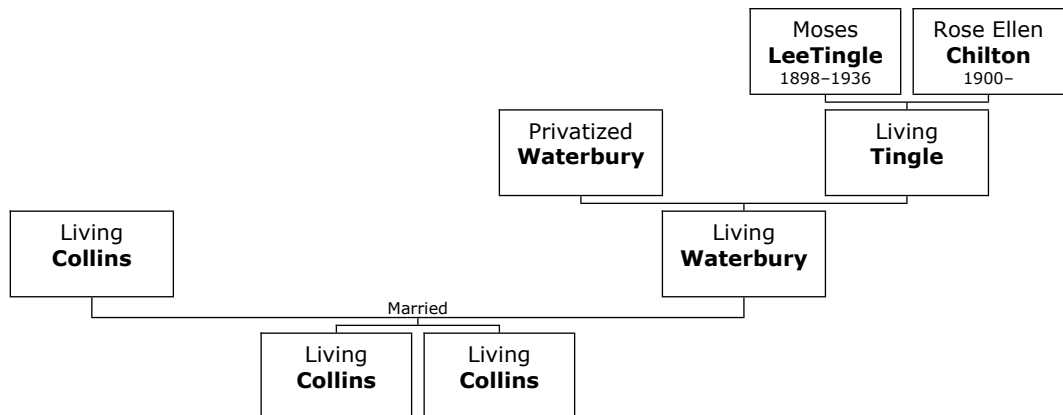 Moses
LeeTingle
1898–1936
Rose Ellen
Chilton
1900–
Privatized
Waterbury
Living
Tingle
Living
Collins
Living
Waterbury
Married
Living
Collins
Living
Collins